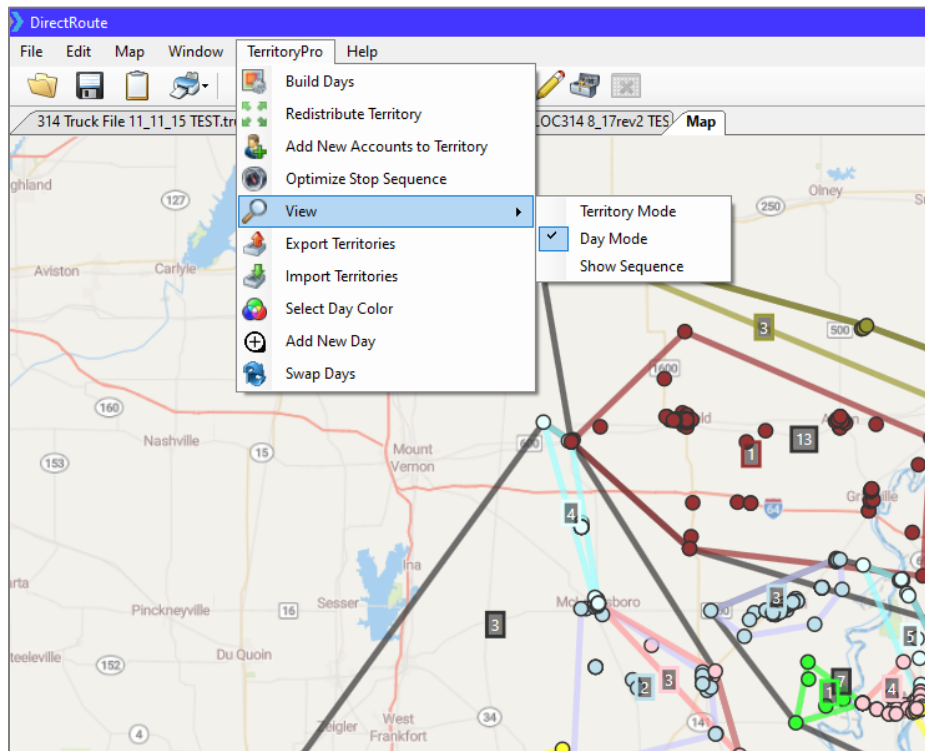 DirectRoute
File Edit Map Window TerritoryPro Help
314 Truck File 11_11_15 TEST.tr
LOC314 8_17rev2 TES
Map
Build Days
Redistribute Territory
Add New Accounts to Territory
Optimize Stop Sequence
View
Export Territories
Import Territories
Select Day Color
Add New Day
Swap Days
Territory Mode
Day Mode
Show Sequence
ghland
127
250
Olney
Aviston
Carlyle
3
500
1600
160
Nashville
15
Mount
Vernon
153
13
1
64
4
Ina
arta
Pinckneyville
16
Sesser
3
3
5
teeleville
152
Du Quoin
2
3
7
1
4
4
Zeigler
West
Frankfort
34
14